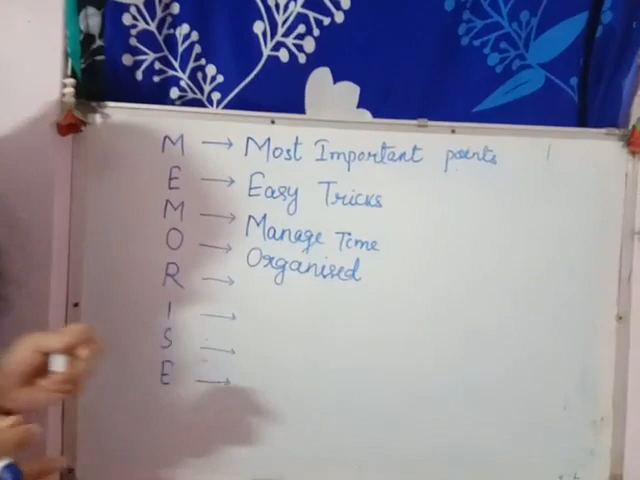 M → Most Important points
E → Easy Tricks
M → Manage Time
O → Organised
R →
I →
S →
E →